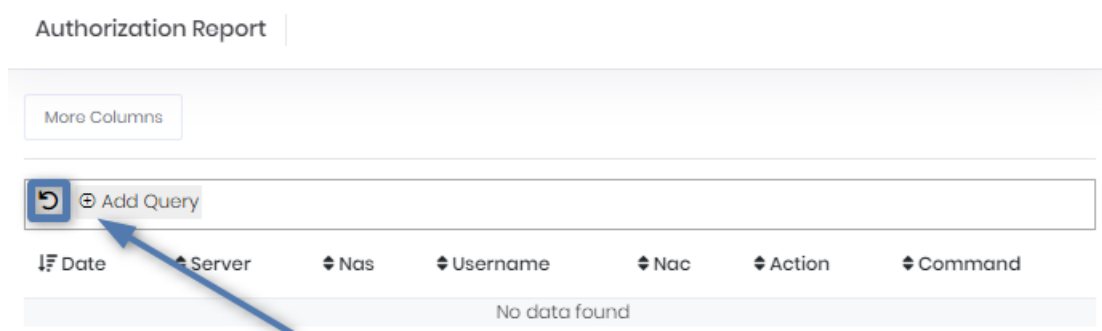 Authorization Report
More Columns
Add Query
Date Server Nas Username Nac Action Command
No data found